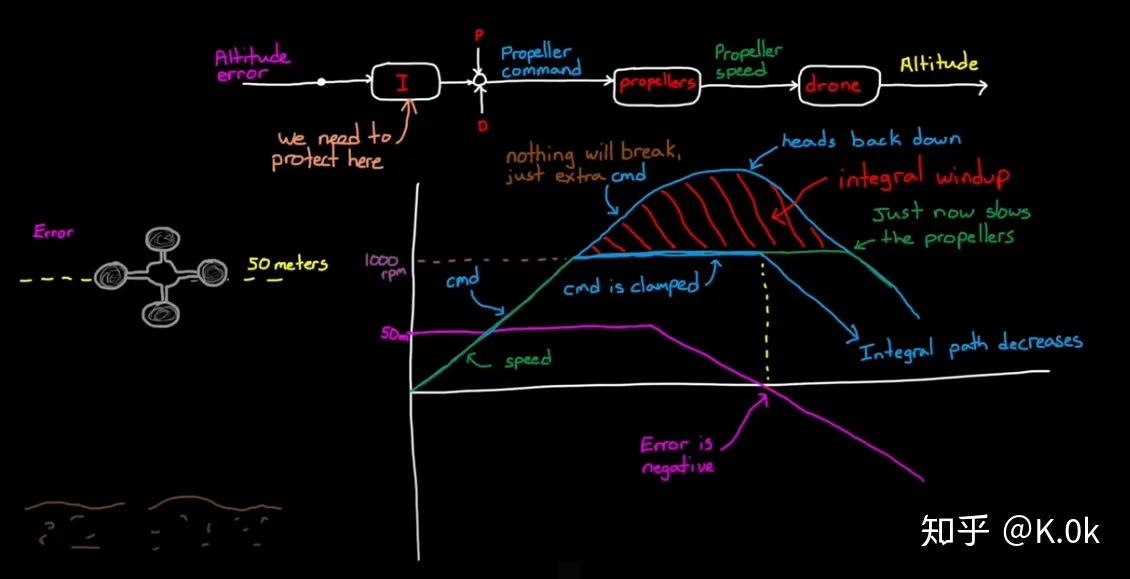 Altitude
error
I
P
D
Propeller
command
propellers
Propeller
speed
drone
Altitude
we need to
protect here
nothing will break,
just extra cmd
heads back down
integral windup
Just now slows
the propellers
Error
50 meters
1000
rpm
cmd
cmd is clamped
50m
speed
Integral path decreases
Error is
negative
知乎 @K.0k